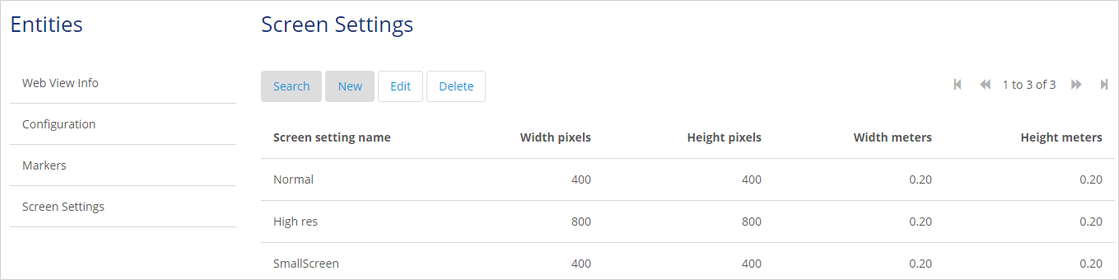 Entities
Web View Info
Configuration
Markers
Screen Settings
Screen Settings
Search New Edit Delete 1 to 3 of 3
Screen setting name Width pixels Height pixels Width meters Height meters
Normal 400 400 0.20 0.20
High res 800 800 0.20 0.20
SmallScreen 400 400 0.20 0.20